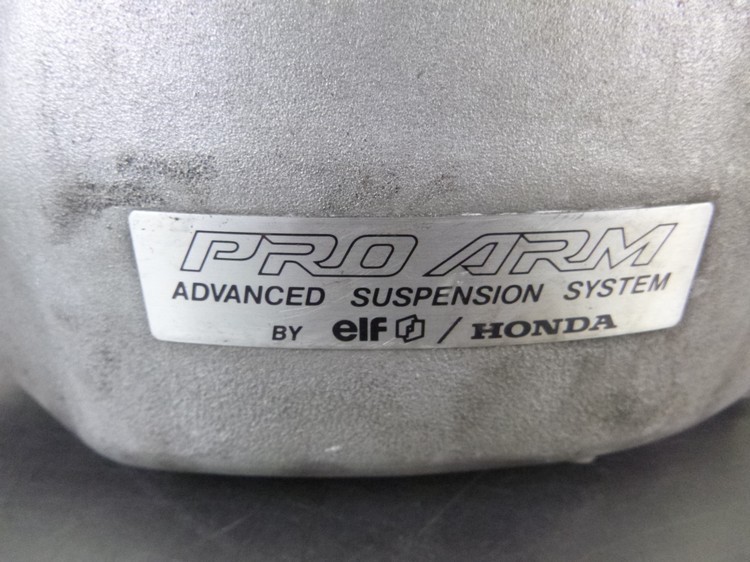 PRO ARM
ADVANCED SUSPENSION SYSTEM
BY elf / HONDA